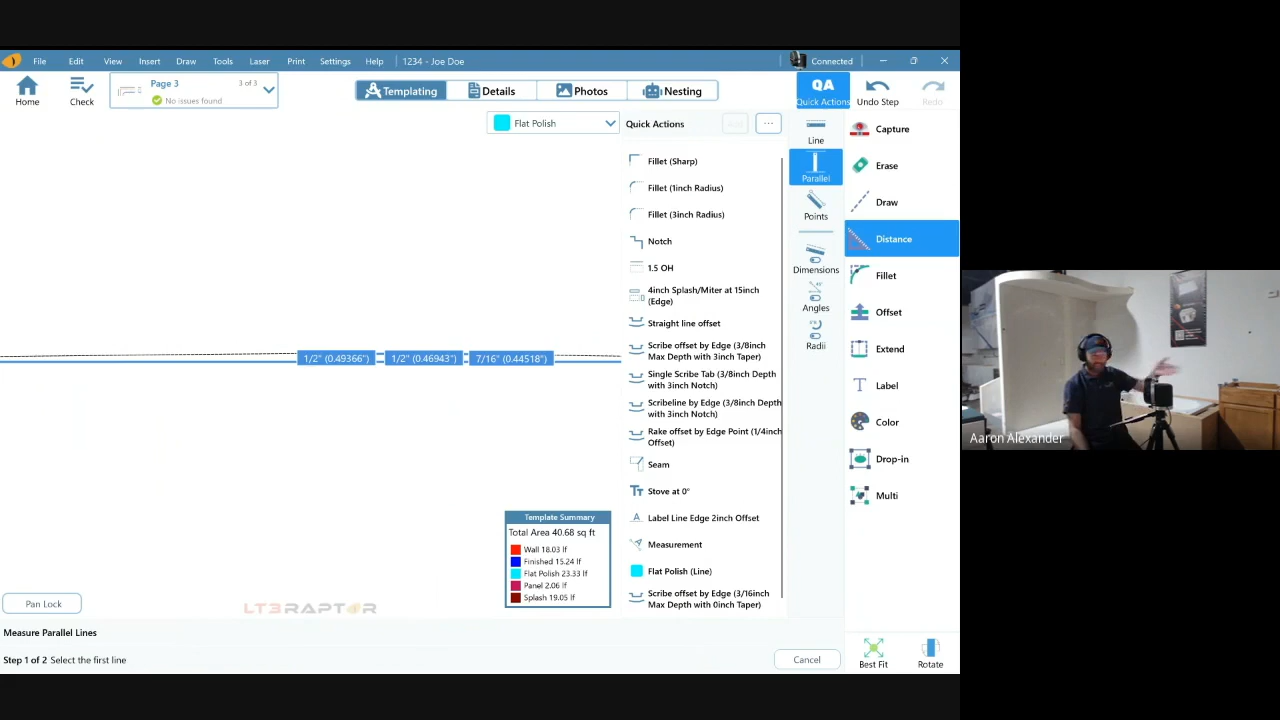 File Edit View Insert Draw Tools Laser Print Settings Help 1234 - Joe Doe Connected
Home
Check
Page 3
3 of 3
No issues found
Templating
Details
Photos
Nesting
QA
Quick Actions
Undo Step
Redo
Flat Polish
Quick Actions
...
Fillet (Sharp)
Fillet (1inch Radius)
Fillet (3inch Radius)
Notch
1.5 OH
4inch Splash/Miter at 15inch
(Edge)
Straight line offset
Scribe offset by Edge (3/8inch
Max Depth with 3inch Taper)
Single Scribe Tab (3/8inch Depth
with 3inch Notch)
Scribeline by Edge (3/8inch Depth
with 3inch Notch)
Rake offset by Edge Point (1/4inch
Offset)
Seam
Stove at 0°
Label Line Edge 2inch Offset
Measurement
Flat Polish (Line)
Scribe offset by Edge (3/16inch
Max Depth with 0inch Taper)
Line
Parallel
Points
Dimensions
Angles
Radii
Capture
Erase
Draw
Distance
Fillet
Offset
Extend
Label
Color
Drop-in
Multi
1/2" (0.49366")
1/2" (0.46943")
7/16" (0.44518")
Template Summary
Total Area 40.68 sq ft
Wall 18.03 lf
Finished 15.24 lf
Flat Polish 23.33 lf
Panel 2.06 lf
Splash 19.05 lf
Pan Lock
LT3RAPTOR
Measure Parallel Lines
Step 1 of 2 Select the first line
Cancel
Best Fit
Rotate
Aaron Alexander